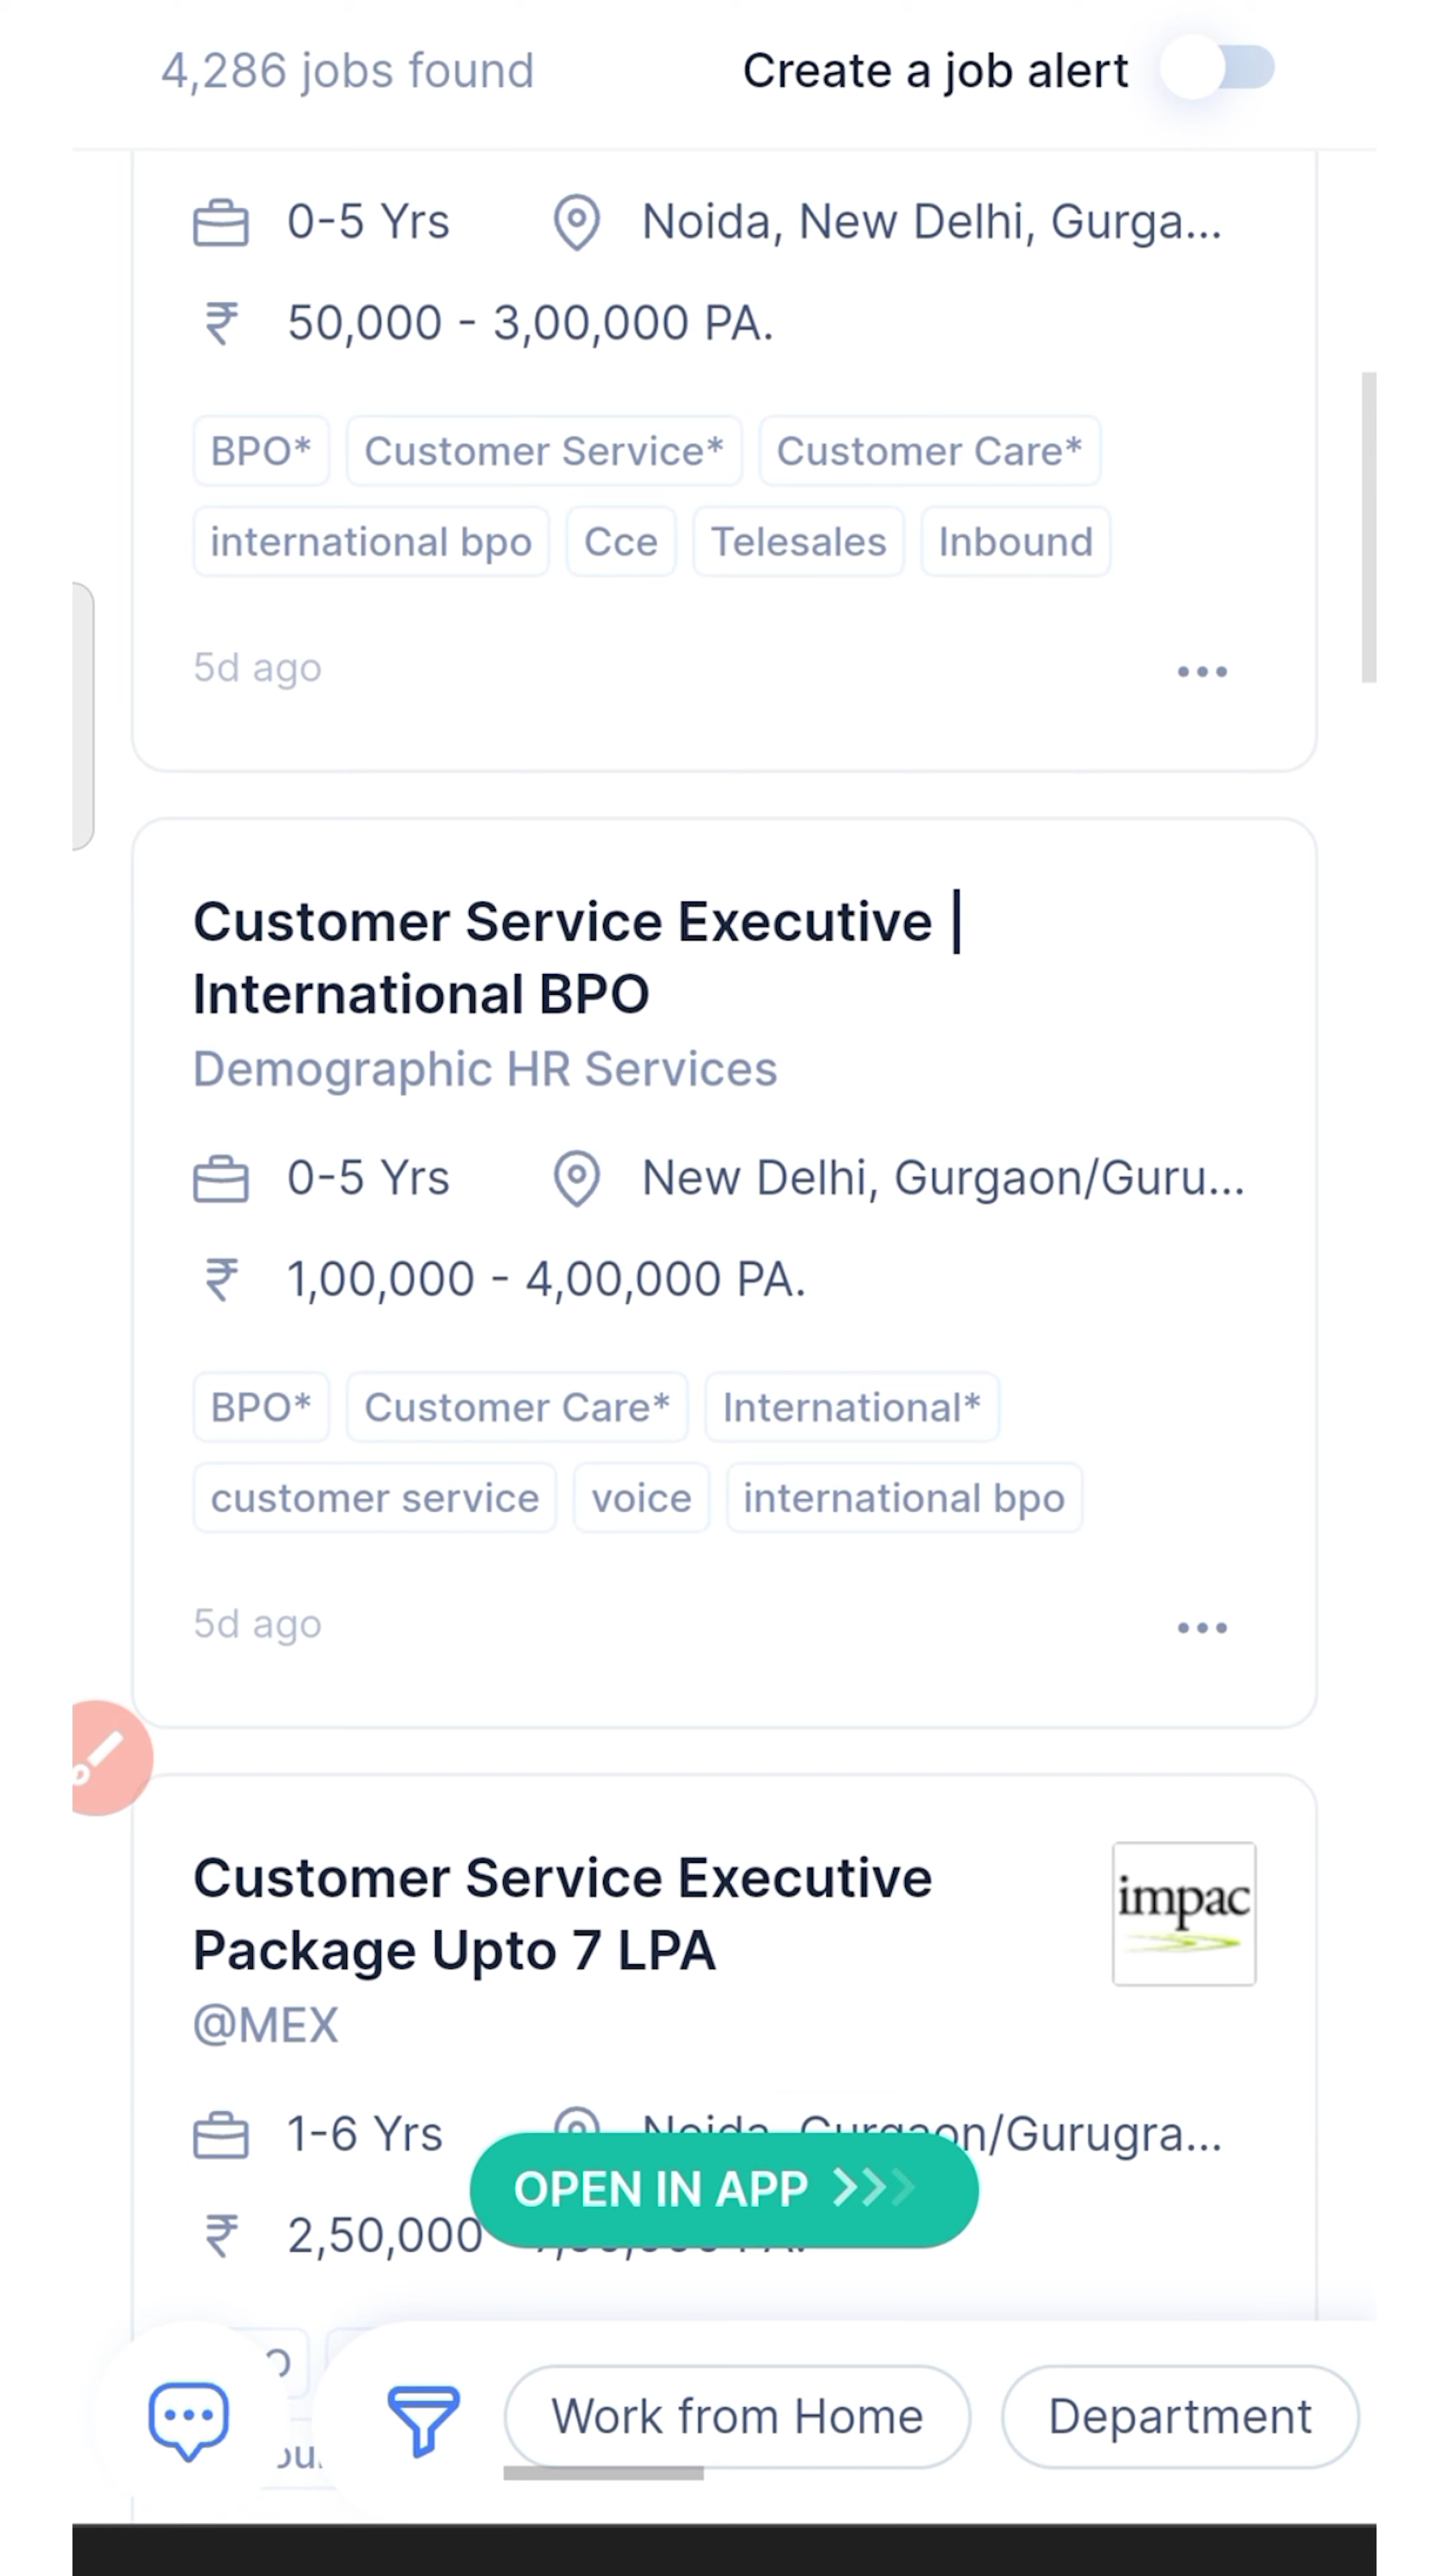 4,286 jobs found
Create a job alert
0-5 Yrs
Noida, New Delhi, Gurga...
₹ 50,000 - 3,00,000 PA.
BPO* Customer Service* Customer Care*
international bpo Cce Telesales Inbound
5d ago
Customer Service Executive |
International BPO
Demographic HR Services
0-5 Yrs
New Delhi, Gurgaon/Guru...
₹ 1,00,000 - 4,00,000 PA.
BPO* Customer Care* International*
customer service voice international bpo
5d ago
Customer Service Executive
Package Upto 7 LPA
impac
@MEX
1-6 Yrs
Noida, Gurgaon/Gurugra...
₹ 2,50,000
OPEN IN APP
Work from Home
Department